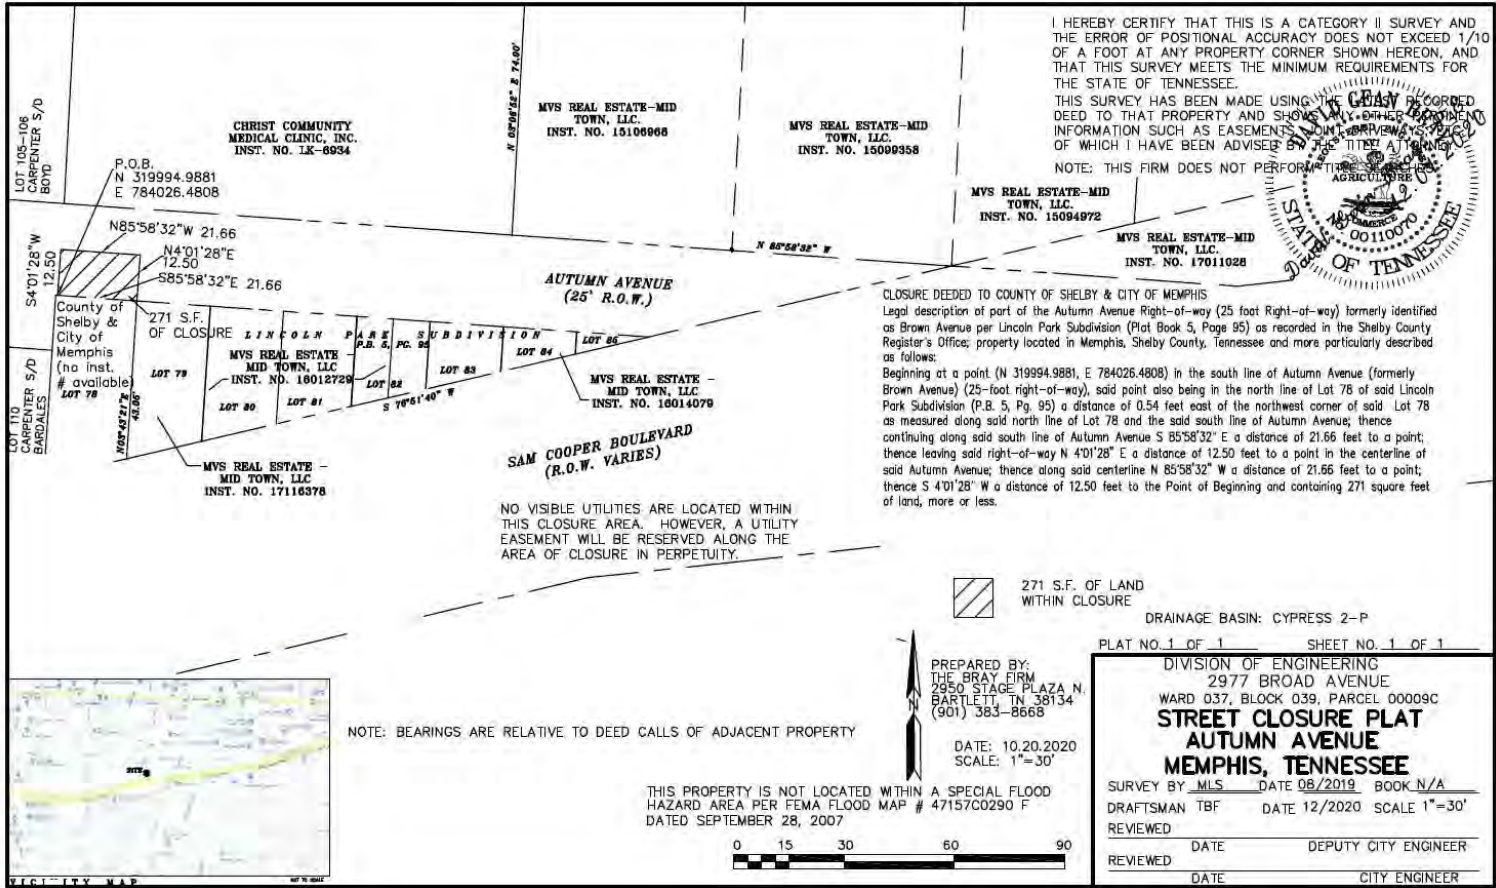 I HEREBY CERTIFY THAT THIS IS A CATEGORY II SURVEY AND
THE ERROR OF POSITIONAL ACCURACY DOES NOT EXCEED 1/10
OF A FOOT AT ANY PROPERTY CORNER SHOWN HEREON, AND
THAT THIS SURVEY MEETS THE MINIMUM REQUIREMENTS FOR
THE STATE OF TENNESSEE.
THIS SURVEY HAS BEEN MADE USING THE LATEST RECORDED
DEED TO THAT PROPERTY AND SHOWS ANY OTHER PERTINENT
INFORMATION SUCH AS EASEMENTS, JOINT DRIVEWAYS, ETC.
OF WHICH I HAVE BEEN ADVISED BY THE TITLE ATTORNEY.
NOTE: THIS FIRM DOES NOT PERFORM TITLE SEARCHES.
DAVID GEAN
AGRICULTURE
COMMERCE
No. 00110070
STATE OF TENNESSEE
LOT 105-106
CARPENTER S/D
BOYD
CHRIST COMMUNITY
MEDICAL CLINIC, INC.
INST. NO. LK-6934
N 03°06'52" E 74.90'
MVS REAL ESTATE-MID
TOWN, LLC.
INST. NO. 15106968
MVS REAL ESTATE-MID
TOWN, LLC.
INST. NO. 15099358
MVS REAL ESTATE-MID
TOWN, LLC.
INST. NO. 15094972
MVS REAL ESTATE-MID
TOWN, LLC.
INST. NO. 17011028
P.O.B.
N 319994.9881
E 784026.4808
N85°58'32"W 21.66
N4°01'28"E
12.50
S85°58'32"E 21.66
S4°01'28"W
12.50
N 85°58'32" W
AUTUMN AVENUE
(25' R.O.W.)
271 S.F.
OF CLOSURE
County of
Shelby &
City of
Memphis
(no inst.
# available)
LOT 78
LOT 110
CARPENTER S/D
BARDALES
N03°43'21"E
43.06'
LINCOLN PARK SUBDIVISION
P.B. 5, PG. 95
MVS REAL ESTATE -
MID TOWN, LLC
INST. NO. 16012729
LOT 79
LOT 80
LOT 81
LOT 82
LOT 83
LOT 84
LOT 85
MVS REAL ESTATE -
MID TOWN, LLC
INST. NO. 16014079
S 76°51'40" W
MVS REAL ESTATE -
MID TOWN, LLC
INST. NO. 17116378
SAM COOPER BOULEVARD
(R.O.W. VARIES)
CLOSURE DEEDED TO COUNTY OF SHELBY & CITY OF MEMPHIS
Legal description of part of the Autumn Avenue Right-of-way (25 foot Right-of-way) formerly identified
as Brown Avenue per Lincoln Park Subdivision (Plat Book 5, Page 95) as recorded in the Shelby County
Register's Office; property located in Memphis, Shelby County, Tennessee and more particularly described
as follows:
Beginning at a point (N 319994.9881, E 784026.4808) in the south line of Autumn Avenue (formerly
Brown Avenue) (25-foot right-of-way), said point also being in the north line of Lot 78 of said Lincoln
Park Subdivision (P.B. 5, Pg. 95) a distance of 0.54 feet east of the northwest corner of said Lot 78
as measured along said north line of Lot 78 and the said south line of Autumn Avenue; thence
continuing along said south line of Autumn Avenue S 85°58'32" E a distance of 21.66 feet to a point;
thence leaving said right-of-way N 4°01'28" E a distance of 12.50 feet to a point in the centerline of
said Autumn Avenue; thence along said centerline N 85°58'32" W a distance of 21.66 feet to a point;
thence S 4°01'28" W a distance of 12.50 feet to the Point of Beginning and containing 271 square feet
of land, more or less.
NO VISIBLE UTILITIES ARE LOCATED WITHIN
THIS CLOSURE AREA. HOWEVER, A UTILITY
EASEMENT WILL BE RESERVED ALONG THE
AREA OF CLOSURE IN PERPETUITY.
271 S.F. OF LAND
WITHIN CLOSURE
DRAINAGE BASIN: CYPRESS 2-P
PLAT NO. 1 OF 1 SHEET NO. 1 OF 1
N
PREPARED BY:
THE BRAY FIRM
2950 STAGE PLAZA N.
BARTLETT, TN 38134
(901) 383-8668
DATE: 10.20.2020
SCALE: 1"=30'
NOTE: BEARINGS ARE RELATIVE TO DEED CALLS OF ADJACENT PROPERTY
THIS PROPERTY IS NOT LOCATED WITHIN A SPECIAL FLOOD
HAZARD AREA PER FEMA FLOOD MAP # 47157C0290 F
DATED SEPTEMBER 28, 2007
0 15 30 60 90
SITE
VICINITY MAP
NOT TO SCALE
DIVISION OF ENGINEERING
2977 BROAD AVENUE
WARD 037, BLOCK 039, PARCEL 00009C
STREET CLOSURE PLAT
AUTUMN AVENUE
MEMPHIS, TENNESSEE
SURVEY BY MLS DATE 08/2019 BOOK N/A
DRAFTSMAN TBF DATE 12/2020 SCALE 1"=30'
REVIEWED
DATE DEPUTY CITY ENGINEER
REVIEWED
DATE CITY ENGINEER